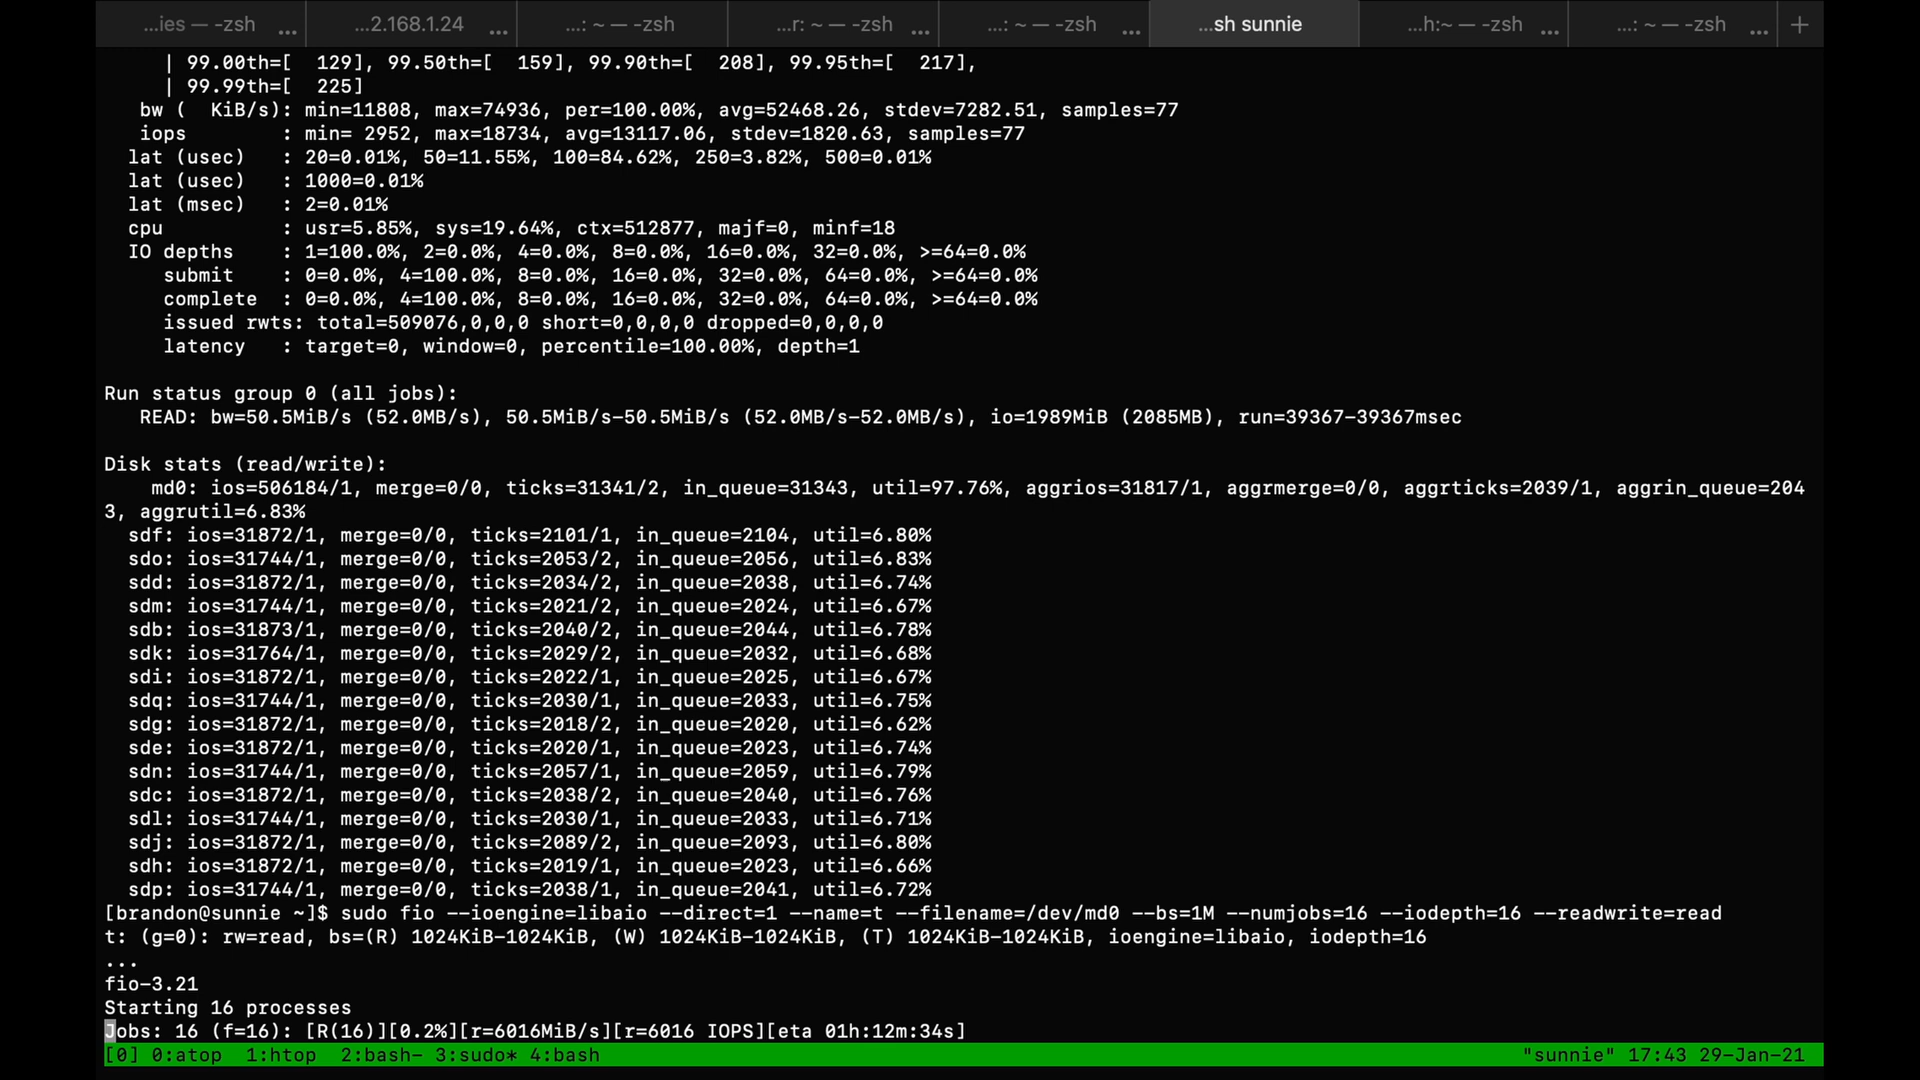 ...ies — -zsh ...
...2.168.1.24 ...
...: ~ — -zsh
...r: ~ — -zsh ...
...: ~ — -zsh ...
...sh sunnie
...h:~ — -zsh ...
...: ~ — -zsh ...
+
| 99.00th=[  129], 99.50th=[  159], 99.90th=[  208], 99.95th=[  217],
| 99.99th=[  225]
bw (  KiB/s): min=11808, max=74936, per=100.00%, avg=52468.26, stdev=7282.51, samples=77
iops        : min= 2952, max=18734, avg=13117.06, stdev=1820.63, samples=77
lat (usec)   : 20=0.01%, 50=11.55%, 100=84.62%, 250=3.82%, 500=0.01%
lat (usec)   : 1000=0.01%
lat (msec)   : 2=0.01%
cpu          : usr=5.85%, sys=19.64%, ctx=512877, majf=0, minf=18
IO depths    : 1=100.0%, 2=0.0%, 4=0.0%, 8=0.0%, 16=0.0%, 32=0.0%, >=64=0.0%
submit    : 0=0.0%, 4=100.0%, 8=0.0%, 16=0.0%, 32=0.0%, 64=0.0%, >=64=0.0%
complete  : 0=0.0%, 4=100.0%, 8=0.0%, 16=0.0%, 32=0.0%, 64=0.0%, >=64=0.0%
issued rwts: total=509076,0,0,0 short=0,0,0,0 dropped=0,0,0,0
latency   : target=0, window=0, percentile=100.00%, depth=1
Run status group 0 (all jobs):
READ: bw=50.5MiB/s (52.0MB/s), 50.5MiB/s-50.5MiB/s (52.0MB/s-52.0MB/s), io=1989MiB (2085MB), run=39367-39367msec
Disk stats (read/write):
md0: ios=506184/1, merge=0/0, ticks=31341/2, in_queue=31343, util=97.76%, aggrios=31817/1, aggrmerge=0/0, aggrticks=2039/1, aggrin_queue=204
3, aggrutil=6.83%
sdf: ios=31872/1, merge=0/0, ticks=2101/1, in_queue=2104, util=6.80%
sdo: ios=31744/1, merge=0/0, ticks=2053/2, in_queue=2056, util=6.83%
sdd: ios=31872/1, merge=0/0, ticks=2034/2, in_queue=2038, util=6.74%
sdm: ios=31744/1, merge=0/0, ticks=2021/2, in_queue=2024, util=6.67%
sdb: ios=31873/1, merge=0/0, ticks=2040/2, in_queue=2044, util=6.78%
sdk: ios=31764/1, merge=0/0, ticks=2029/2, in_queue=2032, util=6.68%
sdi: ios=31872/1, merge=0/0, ticks=2022/1, in_queue=2025, util=6.67%
sdq: ios=31744/1, merge=0/0, ticks=2030/1, in_queue=2033, util=6.75%
sdg: ios=31872/1, merge=0/0, ticks=2018/2, in_queue=2020, util=6.62%
sde: ios=31872/1, merge=0/0, ticks=2020/1, in_queue=2023, util=6.74%
sdn: ios=31744/1, merge=0/0, ticks=2057/1, in_queue=2059, util=6.79%
sdc: ios=31872/1, merge=0/0, ticks=2038/2, in_queue=2040, util=6.76%
sdl: ios=31744/1, merge=0/0, ticks=2030/1, in_queue=2033, util=6.71%
sdj: ios=31872/1, merge=0/0, ticks=2089/2, in_queue=2093, util=6.80%
sdh: ios=31872/1, merge=0/0, ticks=2019/1, in_queue=2023, util=6.66%
sdp: ios=31744/1, merge=0/0, ticks=2038/1, in_queue=2041, util=6.72%
[brandon@sunnie ~]$ sudo fio --ioengine=libaio --direct=1 --name=t --filename=/dev/md0 --bs=1M --numjobs=16 --iodepth=16 --readwrite=read
t: (g=0): rw=read, bs=(R) 1024KiB-1024KiB, (W) 1024KiB-1024KiB, (T) 1024KiB-1024KiB, ioengine=libaio, iodepth=16
...
fio-3.21
Starting 16 processes
Jobs: 16 (f=16): [R(16)][0.2%][r=6016MiB/s][r=6016 IOPS][eta 01h:12m:34s]
[0] 0:atop  1:htop  2:bash- 3:sudo* 4:bash
"sunnie" 17:43 29-Jan-21